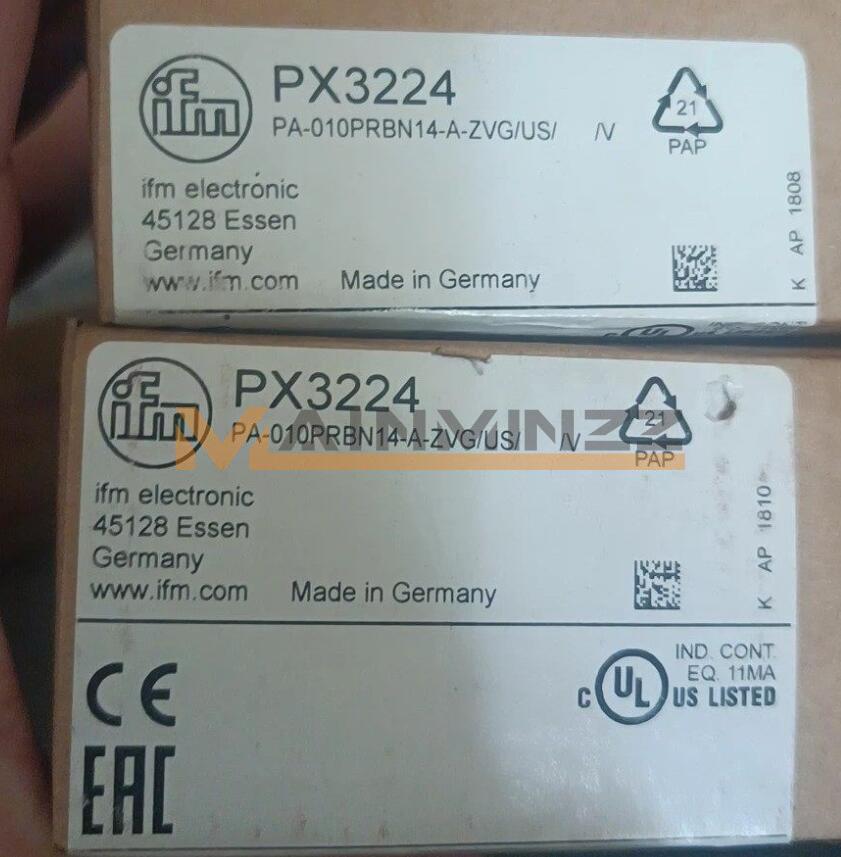 ifm
PX3224
PA-010PRBN14-A-ZVG/US/ /V
21
PAP
ifm electronic
45128 Essen
Germany
www.ifm.com Made in Germany
K AP 1808
C UL
ifm
PX3224
PA-010PRBN14-A-ZVG/US/ /V
MAINYINZZ
21
PAP
ifm electronic
45128 Essen
Germany
www.ifm.com Made in Germany
K AP 1810
CE
EAC
IND. CONT.
EQ. 11MA
C UL US LISTED